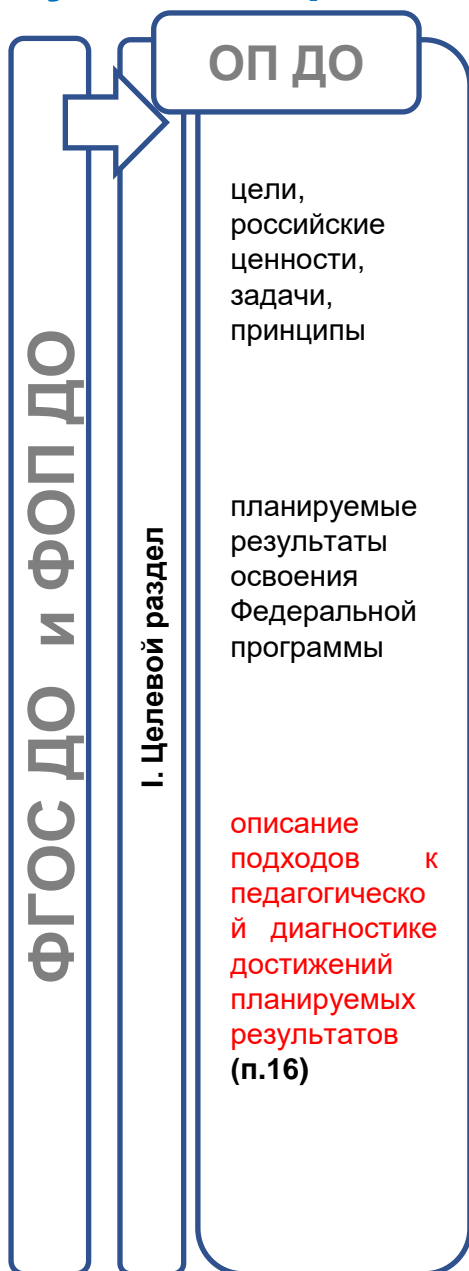 ОП ДО
ФГОС ДО и ФОП ДО
I. Целевой раздел
цели,
российские
ценности,
задачи,
принципы
планируемые
результаты
освоения
Федеральной
программы
описание
подходов к
педагогическо
й диагностике
достижений
планируемых
результатов
(п.16)